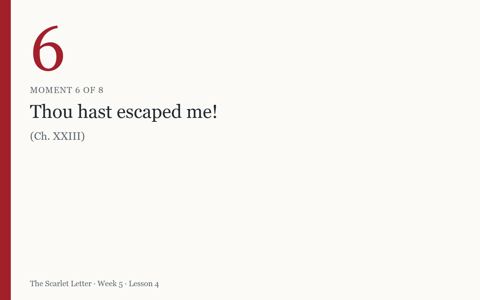 6
MOMENT 6 OF 8
Thou hast escaped me!
(Ch. XXIII)
The Scarlet Letter · Week 5 · Lesson 4